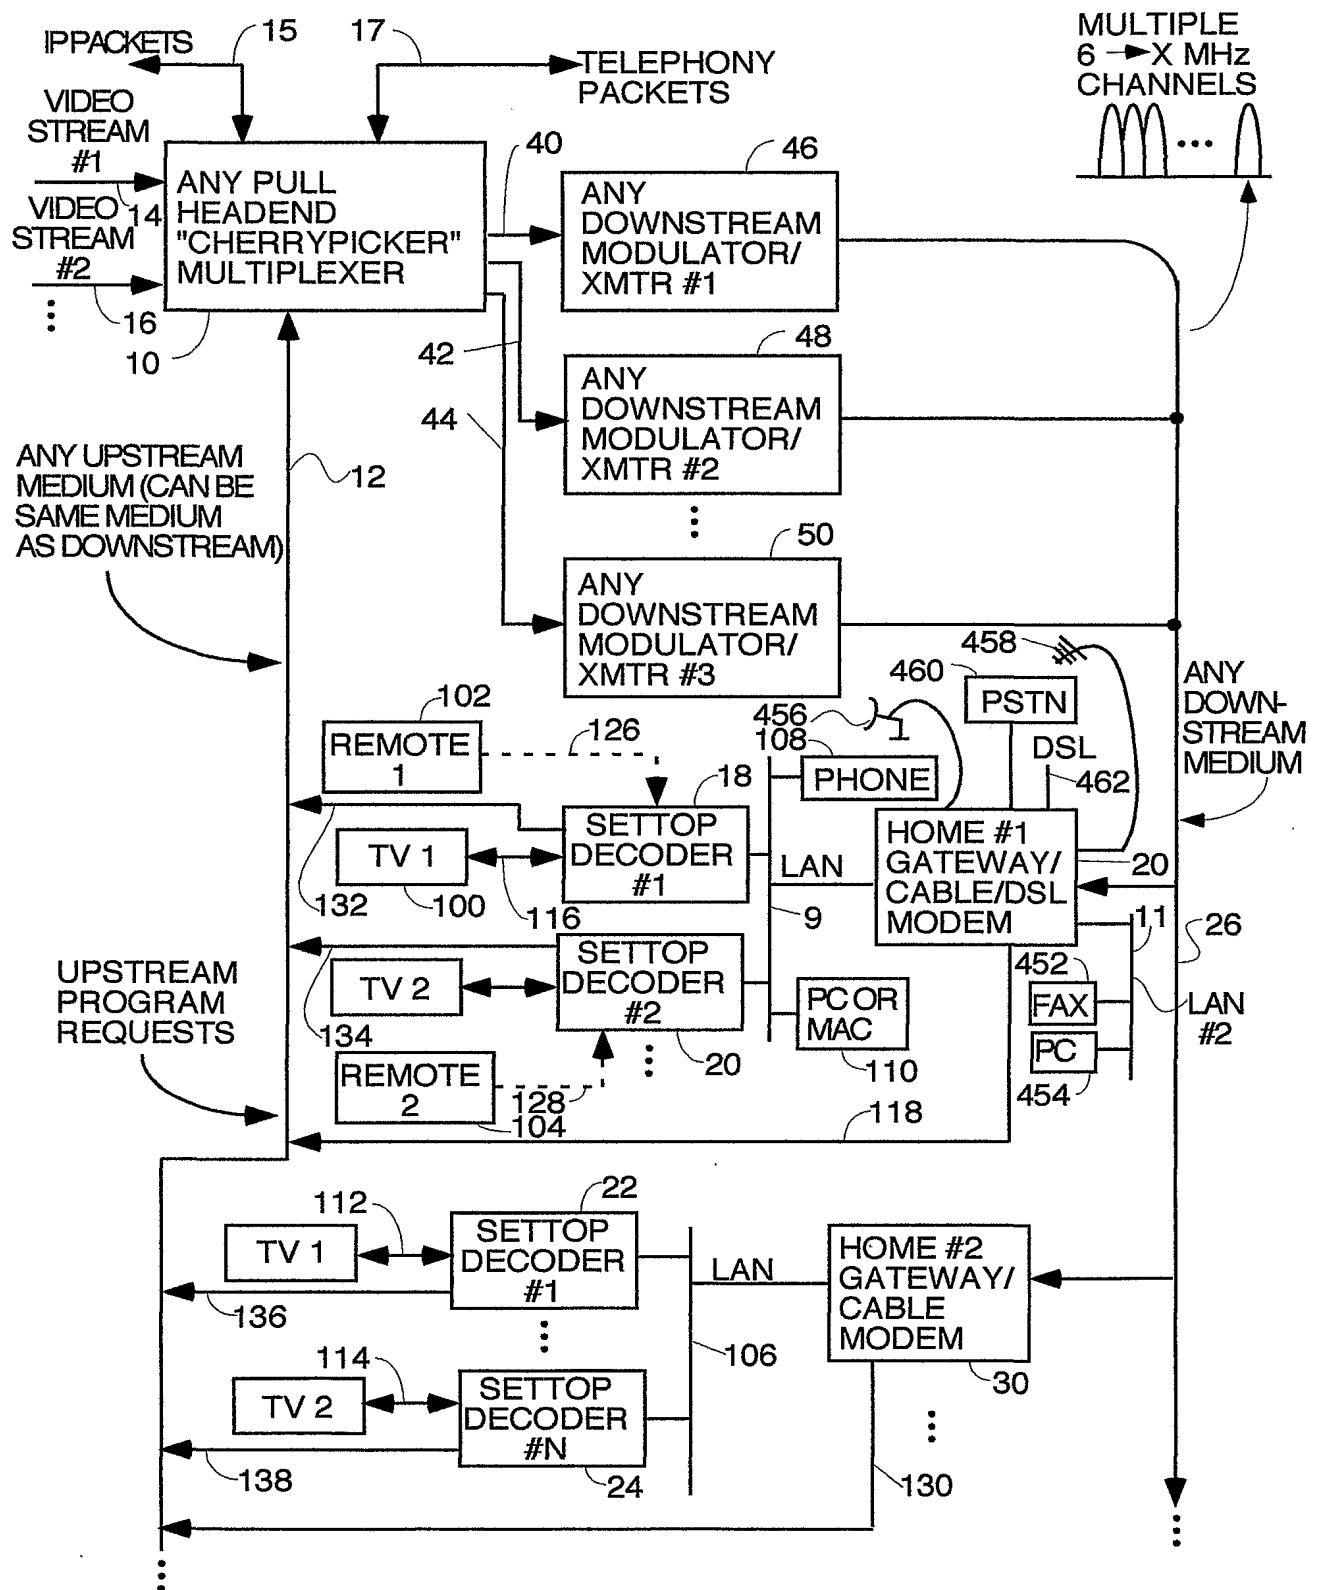 IP PACKETS
15
17
TELEPHONY
PACKETS
MULTIPLE
6 → X MHz
CHANNELS
VIDEO
STREAM
#1
14
VIDEO
STREAM
#2
16
10
ANY PULL
HEADEND
"CHERRYPICKER"
MULTIPLEXER
40
42
44
46
ANY
DOWNSTREAM
MODULATOR/
XMTR #1
48
ANY
DOWNSTREAM
MODULATOR/
XMTR #2
50
ANY
DOWNSTREAM
MODULATOR/
XMTR #3
ANY UPSTREAM
MEDIUM (CAN BE
SAME MEDIUM
AS DOWNSTREAM)
12
102
REMOTE
1
126
18
SETTOP
DECODER
#1
TV 1
100
116
132
456
108
PHONE
458
460
PSTN
DSL
462
ANY
DOWN-
STREAM
MEDIUM
LAN
9
HOME #1
GATEWAY/
CABLE/DSL
MODEM
20
11
26
452
FAX
PC
454
LAN
#2
UPSTREAM
PROGRAM
REQUESTS
134
TV 2
SETTOP
DECODER
#2
20
PC OR
MAC
110
REMOTE
2
104
128
118
112
TV 1
22
SETTOP
DECODER
#1
136
LAN
106
HOME #2
GATEWAY/
CABLE
MODEM
30
114
TV 2
SETTOP
DECODER
#N
24
138
130